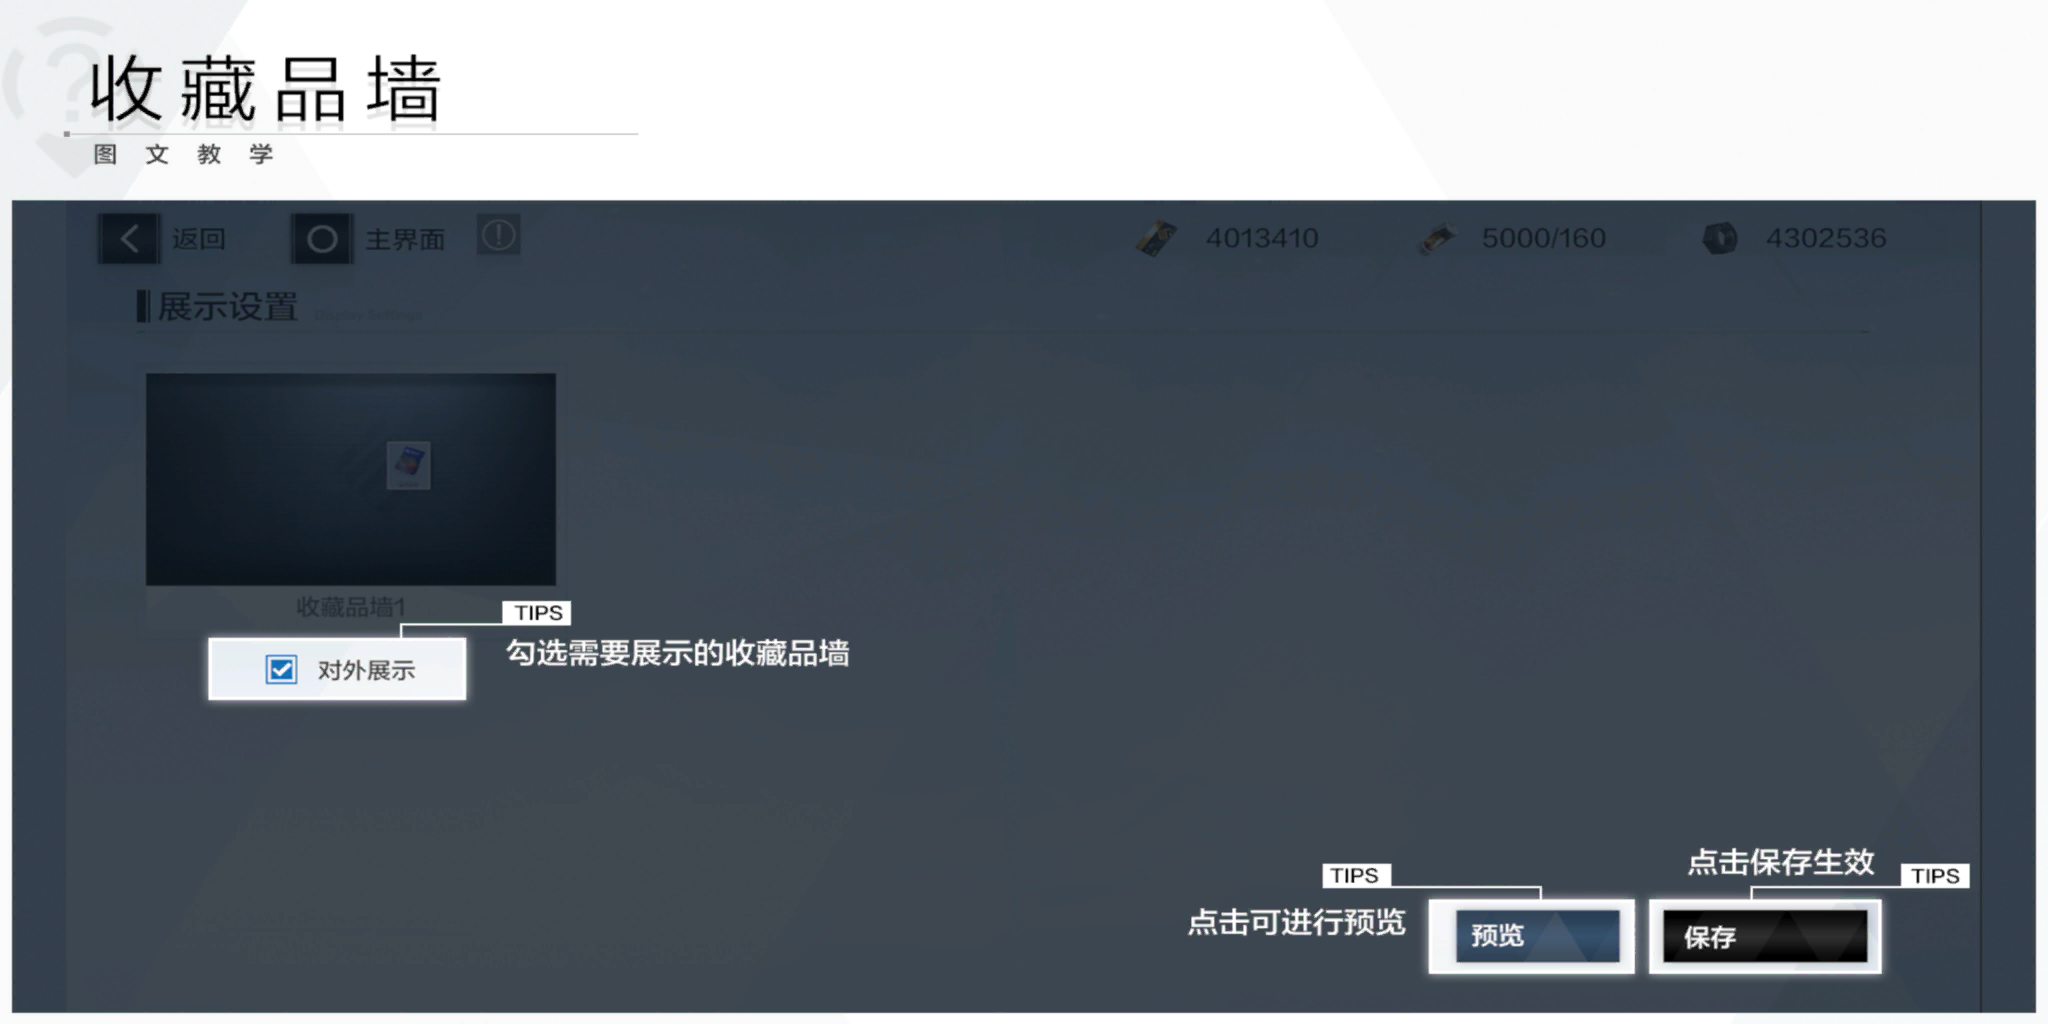 收藏品墙
图文教学
返回
主界面
4013410
5000/160
4302536
展示设置 Display Settings
收藏品墙1
TIPS
对外展示
勾选需要展示的收藏品墙
点击保存生效
TIPS
TIPS
点击可进行预览
预览
保存